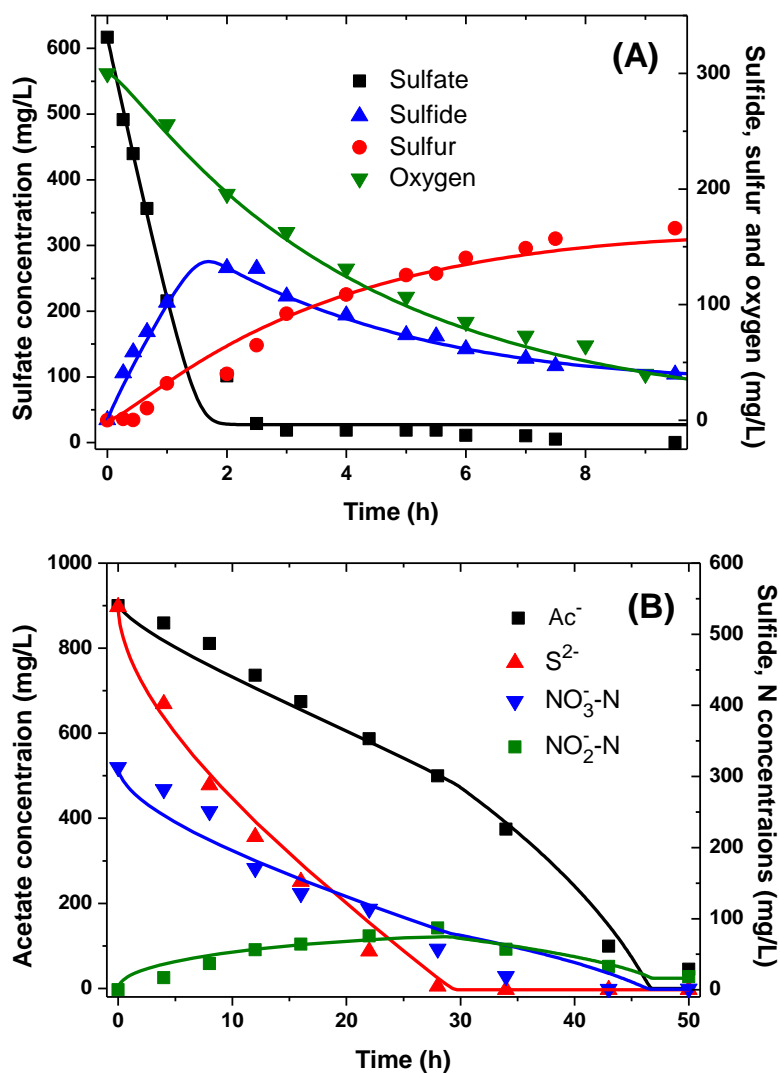 (A)
Sulfate
Sulfide
Sulfur
Oxygen
Sulfate concentration (mg/L)
600
500
400
300
200
100
0
Sulfide, sulfur and oxygen
(mg/L)
300
200
100
0
0 2 4 6 8
Time (h)
(B)
Ac-
S2-
NO3--N
NO2--N
Acetate concentraion (mg/L)
1000
800
600
400
200
0
Sulfide, N concentraions (mg/L)
600
500
400
300
200
100
0
0 10 20 30 40 50
Time (h)